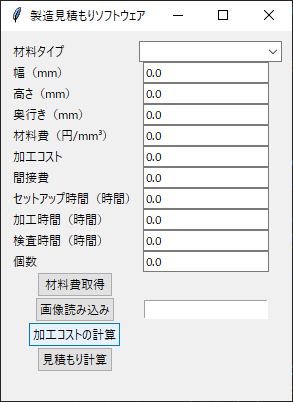 製造見積もりソフトウェア
材料タイプ
幅（mm） 0.0
高さ（mm） 0.0
奥行き（mm） 0.0
材料費（円/mm³） 0.0
加工コスト 0.0
間接費 0.0
セットアップ時間（時間） 0.0
加工時間（時間） 0.0
検査時間（時間） 0.0
個数 0.0
材料費取得
画像読み込み
加工コストの計算
見積もり計算